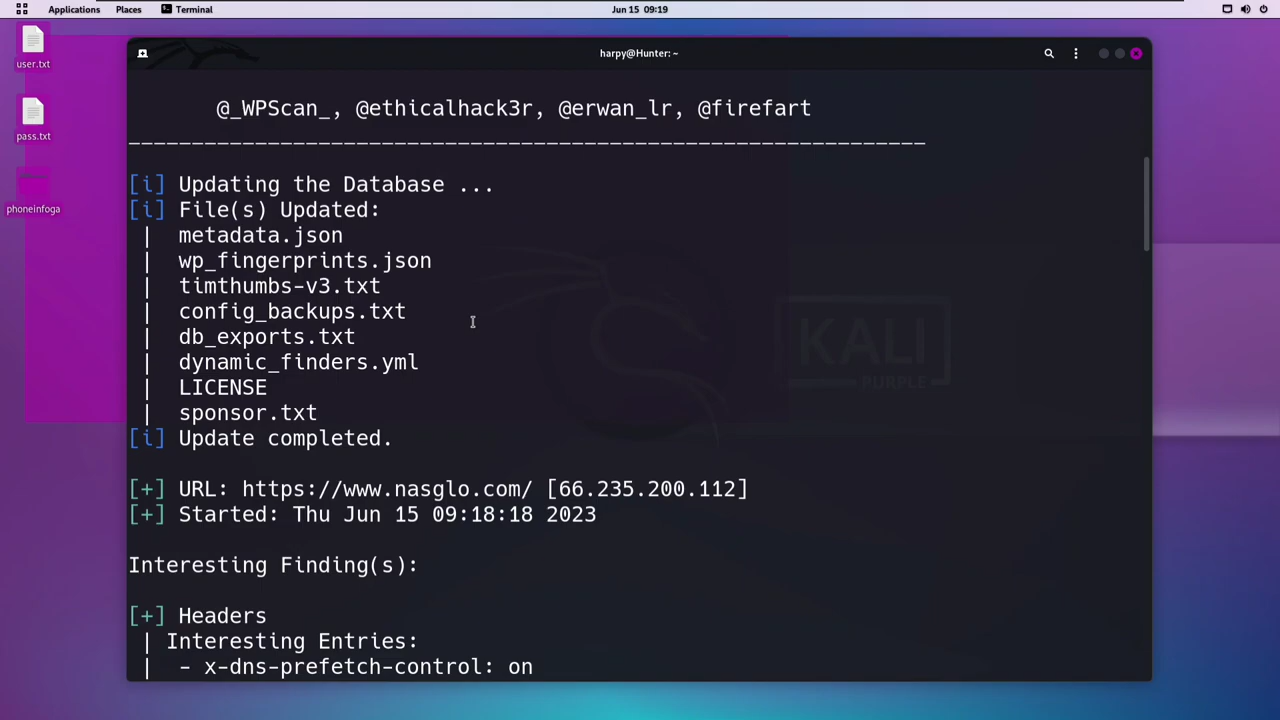 Applications Places Terminal Jun 15 09:19
user.txt
pass.txt
phoneinfoga
harpy@Hunter: ~
@_WPScan_, @ethicalhack3r, @erwan_lr, @firefart
_______________________________________________________________
[i] Updating the Database ...
[i] File(s) Updated:
| metadata.json
| wp_fingerprints.json
| timthumbs-v3.txt
| config_backups.txt
| db_exports.txt
| dynamic_finders.yml
| LICENSE
| sponsor.txt
[i] Update completed.
[+] URL: https://www.nasglo.com/ [66.235.200.112]
[+] Started: Thu Jun 15 09:18:18 2023
Interesting Finding(s):
[+] Headers
| Interesting Entries:
| - x-dns-prefetch-control: on
KALI
PURPLE